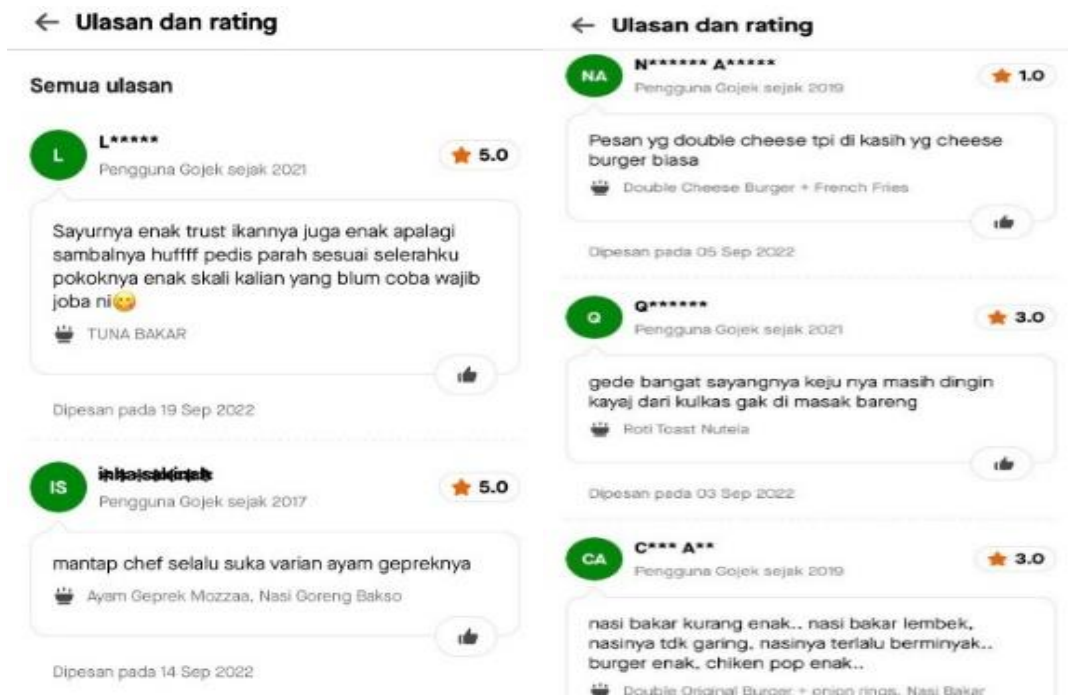 ← Ulasan dan rating
Semua ulasan
L
L*****
Pengguna Gojek sejak 2021
5.0
Sayurnya enak trust ikannya juga enak apalagi
sambalnya huffff pedis parah sesuai selerahku
pokoknya enak skali kalian yang blum coba wajib
joba ni😋
TUNA BAKAR
Dipesan pada 19 Sep 2022
IS
Pengguna Gojek sejak 2017
5.0
mantap chef selalu suka varian ayam gepreknya
Ayam Geprek Mozzaa, Nasi Goreng Bakso
Dipesan pada 14 Sep 2022
← Ulasan dan rating
NA
N****** A*****
Pengguna Gojek sejak 2019
1.0
Pesan yg double cheese tpi di kasih yg cheese
burger biasa
Double Cheese Burger + French Fries
Dipesan pada 05 Sep 2022
Q
Q******
Pengguna Gojek sejak 2021
3.0
gede bangat sayangnya keju nya masih dingin
kayaj dari kulkas gak di masak bareng
Roti Toast Nutela
Dipesan pada 03 Sep 2022
CA
C*** A**
Pengguna Gojek sejak 2019
3.0
nasi bakar kurang enak.. nasi bakar lembek,
nasinya tdk garing, nasinya terlalu berminyak..
burger enak, chiken pop enak..
Double Original Burger + onion rings, Nasi Bakar